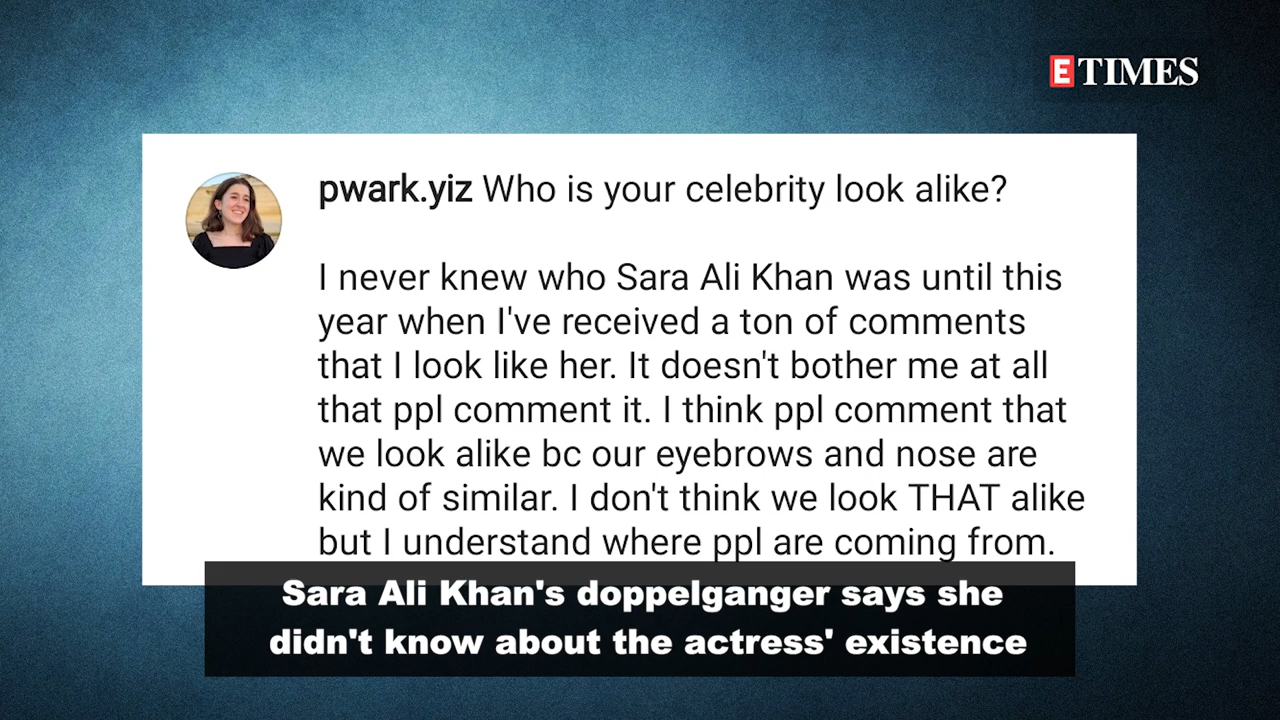 E TIMES
pwark.yiz Who is your celebrity look alike?
I never knew who Sara Ali Khan was until this
year when I've received a ton of comments
that I look like her. It doesn't bother me at all
that ppl comment it. I think ppl comment that
we look alike bc our eyebrows and nose are
kind of similar. I don't think we look THAT alike
but I understand where ppl are coming from.
Sara Ali Khan's doppelganger says she
didn't know about the actress' existence